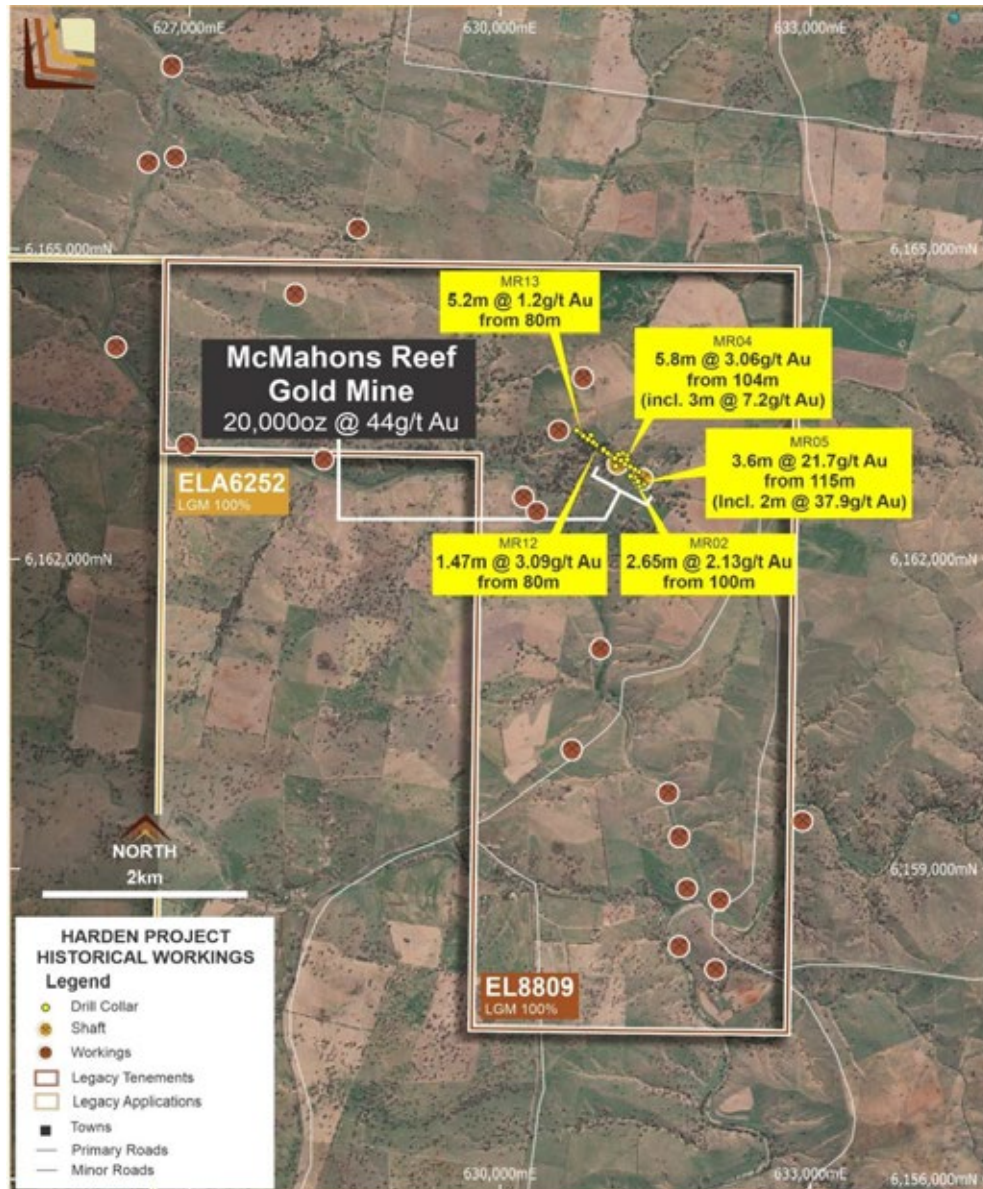 627,000mE
630,000mE
633,000mE
6,165,000mN
6,165,000mN
MR13
5.2m @ 1.2g/t Au
from 80m
McMahons Reef
Gold Mine
20,000oz @ 44g/t Au
MR04
5.8m @ 3.06g/t Au
from 104m
(incl. 3m @ 7.2g/t Au)
MR05
3.6m @ 21.7g/t Au
from 115m
(Incl. 2m @ 37.9g/t Au)
ELA6252
LGM 100%
6,162,000mN
6,162,000mN
MR12
1.47m @ 3.09g/t Au
from 80m
MR02
2.65m @ 2.13g/t Au
from 100m
NORTH
2km
6,159,000mN
HARDEN PROJECT
HISTORICAL WORKINGS
Legend
Drill Collar
Shaft
Workings
Legacy Tenements
Legacy Applications
Towns
Primary Roads
Minor Roads
EL8809
LGM 100%
630,000mE
633,000mE
6,156,000mN